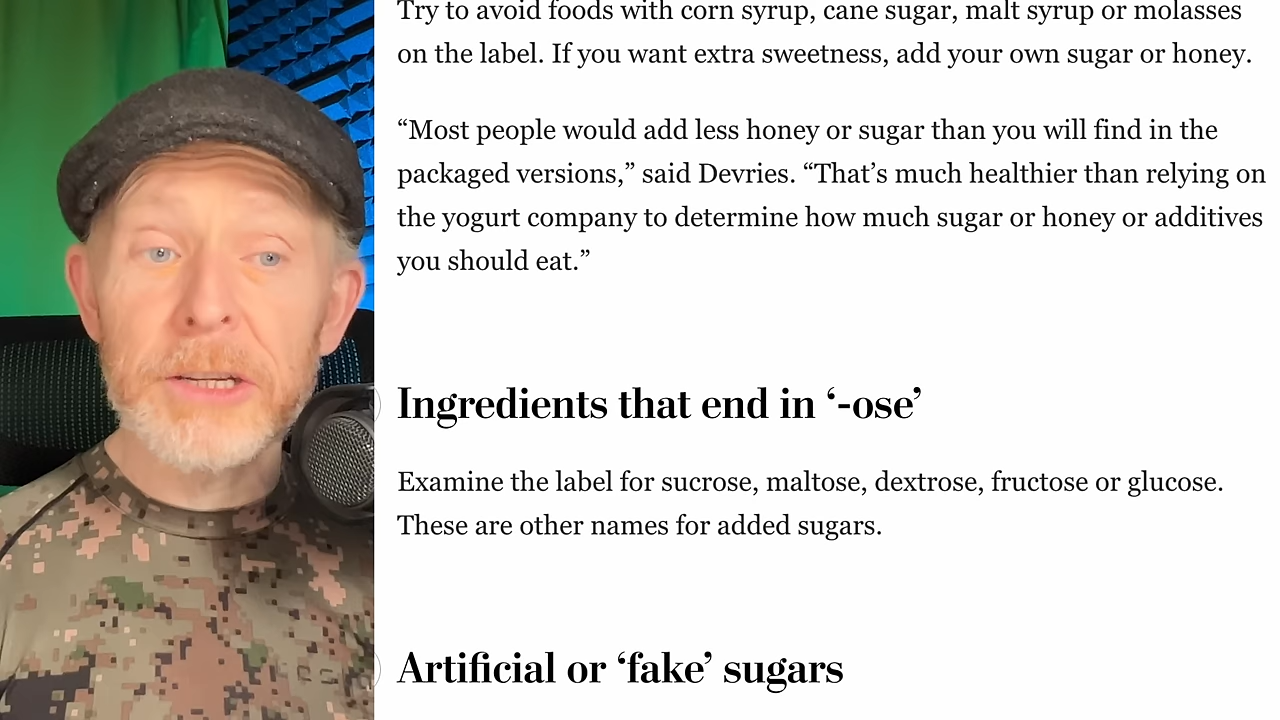 Try to avoid foods with corn syrup, cane sugar, malt syrup or molasses
on the label. If you want extra sweetness, add your own sugar or honey.
“Most people would add less honey or sugar than you will find in the
packaged versions,” said Devries. “That’s much healthier than relying on
the yogurt company to determine how much sugar or honey or additives
you should eat.”
Ingredients that end in ‘-ose’
Examine the label for sucrose, maltose, dextrose, fructose or glucose.
These are other names for added sugars.
Artificial or ‘fake’ sugars